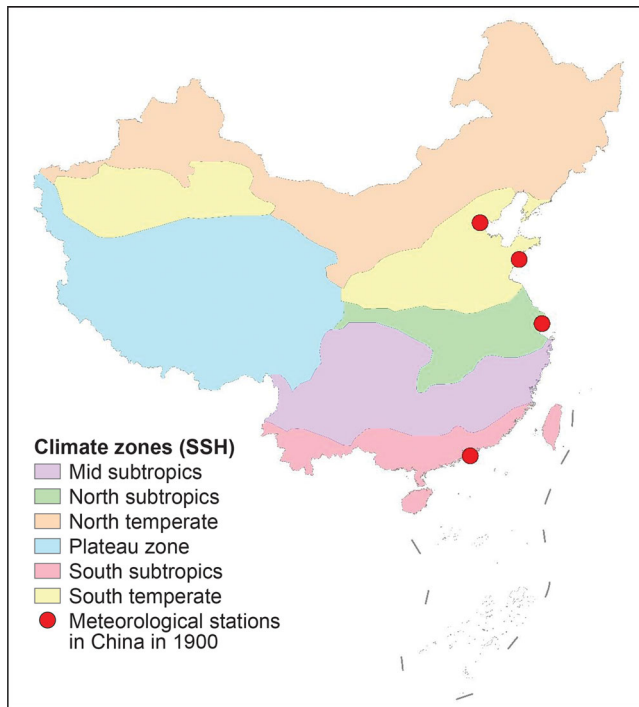 Climate zones (SSH)
Mid subtropics
North subtropics
North temperate
Plateau zone
South subtropics
South temperate
Meteorological stations
in China in 1900